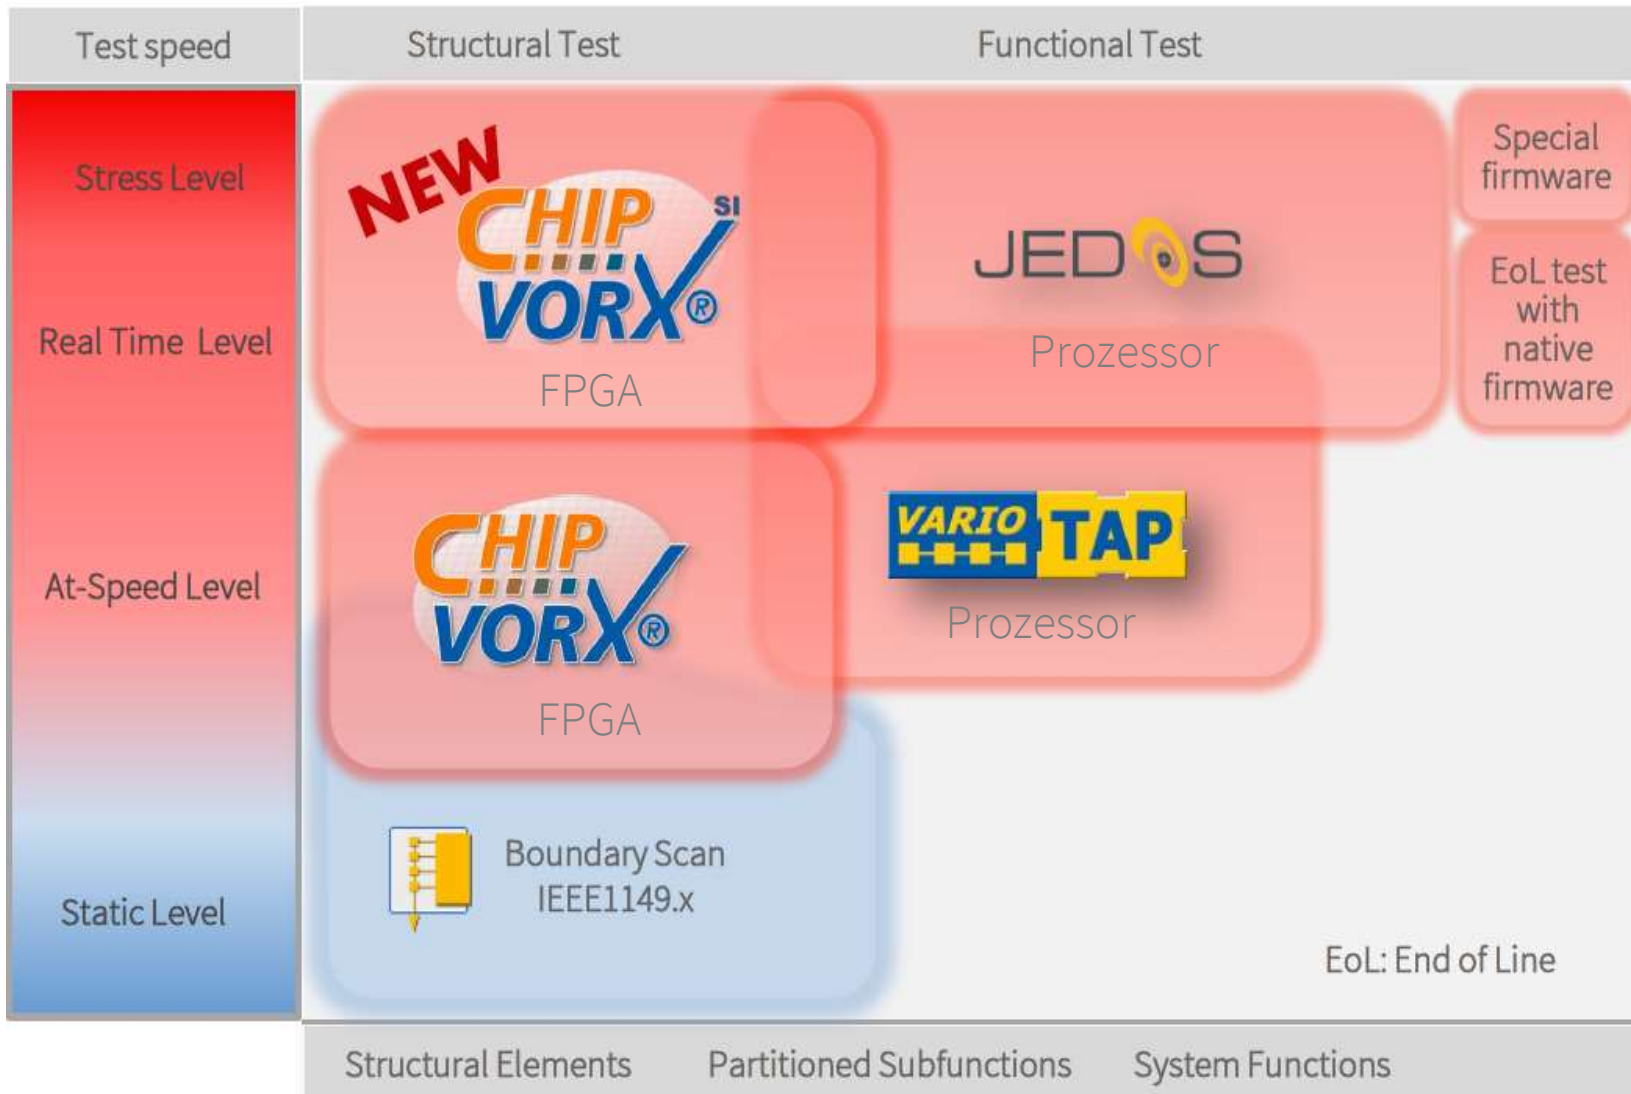 Test speed
Structural Test
Functional Test
Stress Level
Real Time Level
At-Speed Level
Static Level
NEW
CHIP
VORX® SI
FPGA
JEDOS
Prozessor
Special
firmware
EoL test
with
native
firmware
CHIP
VORX®
FPGA
VARIO TAP
Prozessor
Boundary Scan
IEEE1149.x
EoL: End of Line
Structural Elements
Partitioned Subfunctions
System Functions